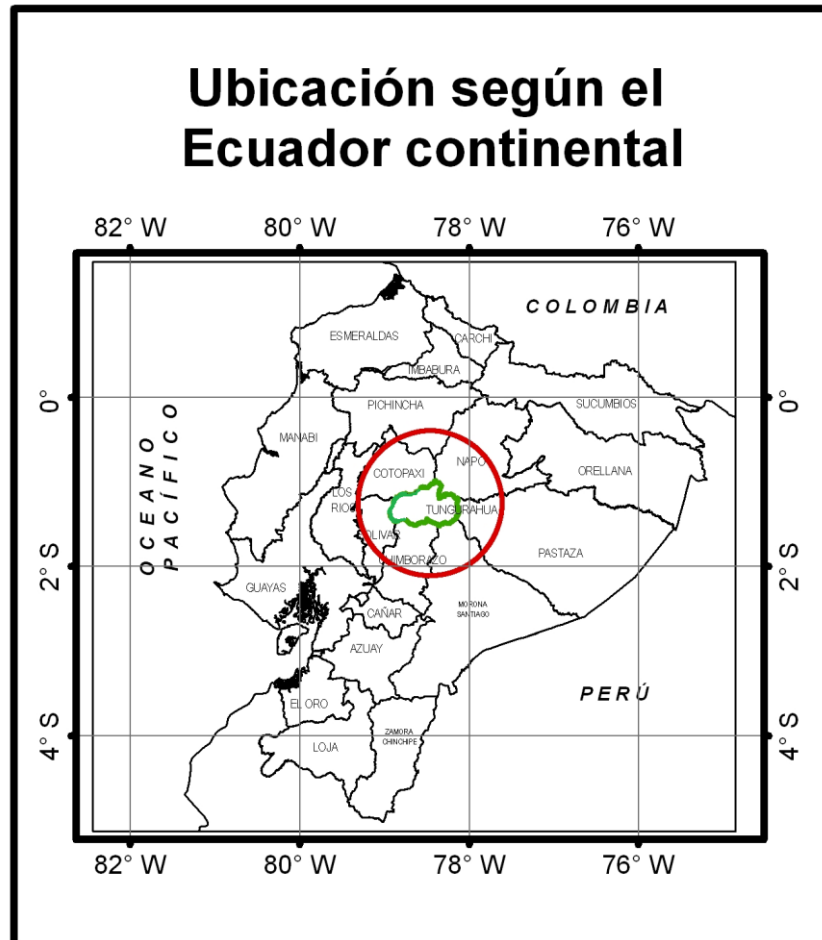 Ubicación según el
Ecuador continental
82° W
80° W
78° W
76° W
COLOMBIA
ESMERALDAS
CARCHI
IMBABURA
0°
0°
PICHINCHA
SUCUMBIOS
OCEANO
PACÍFICO
MANABI
NAPO
COTOPAXI
ORELLANA
LOS
RIOS
TUNGURAHUA
BOLIVAR
PASTAZA
2° S
2° S
CHIMBORAZO
GUAYAS
MORONA
SANTIAGO
CAÑAR
AZUAY
PERÚ
EL ORO
ZAMORA
CHINCHIPE
4° S
4° S
LOJA
82° W
80° W
78° W
76° W